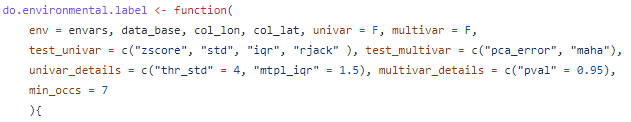 do.environmental.label <- function(
env = envars, data_base, col_lon, col_lat, univar = F, multivar = F,
test_univar = c("zscore", "std", "iqr", "rjack" ), test_multivar = c("pca_error", "maha"),
univar_details = c("thr_std" = 4, "mtpl_iqr" = 1.5), multivar_details = c("pval" = 0.95),
min_occs = 7
){